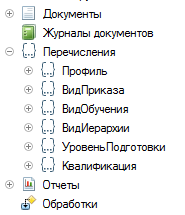 Документы
Журналы документов
Перечисления
Профиль
ВидПриказа
ВидОбучения
ВидИерархии
УровеньПодготовки
Квалификация
Отчеты
Обработки